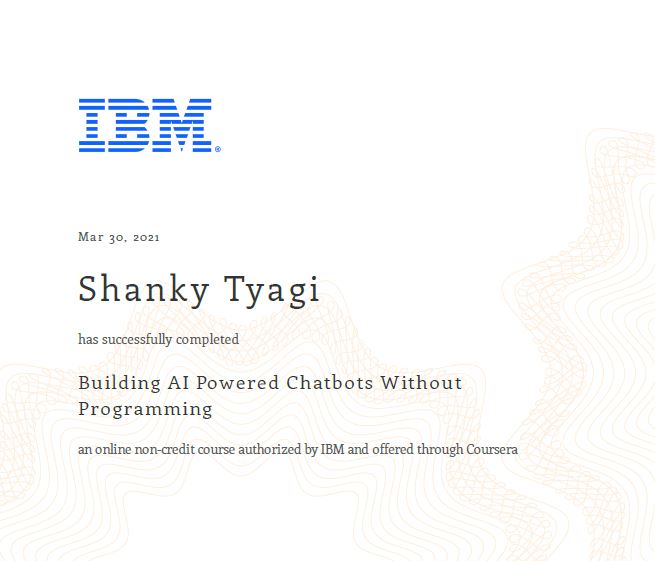 IBM®
Mar 30, 2021
Shanky Tyagi
has successfully completed
Building AI Powered Chatbots Without
Programming
an online non-credit course authorized by IBM and offered through Coursera